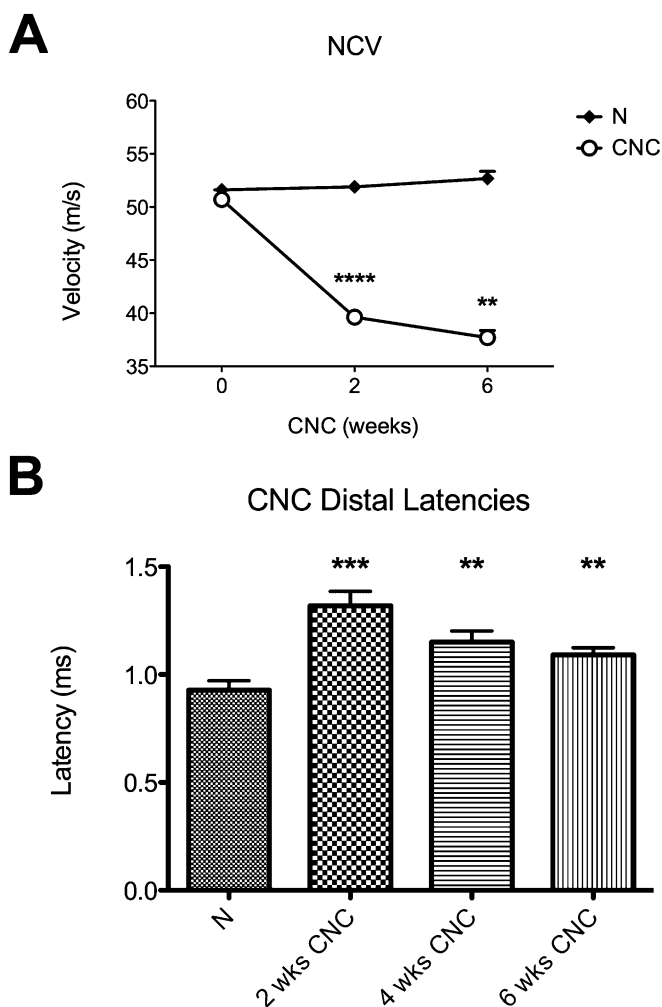 A
NCV
60
55
50
45
40
35
Velocity (m/s)
N
CNC
****
**
0 2 6
CNC (weeks)
B
CNC Distal Latencies
1.5
1.0
0.5
0.0
Latency (ms)
*** ** **
N
2 wks CNC
4 wks CNC
6 wks CNC